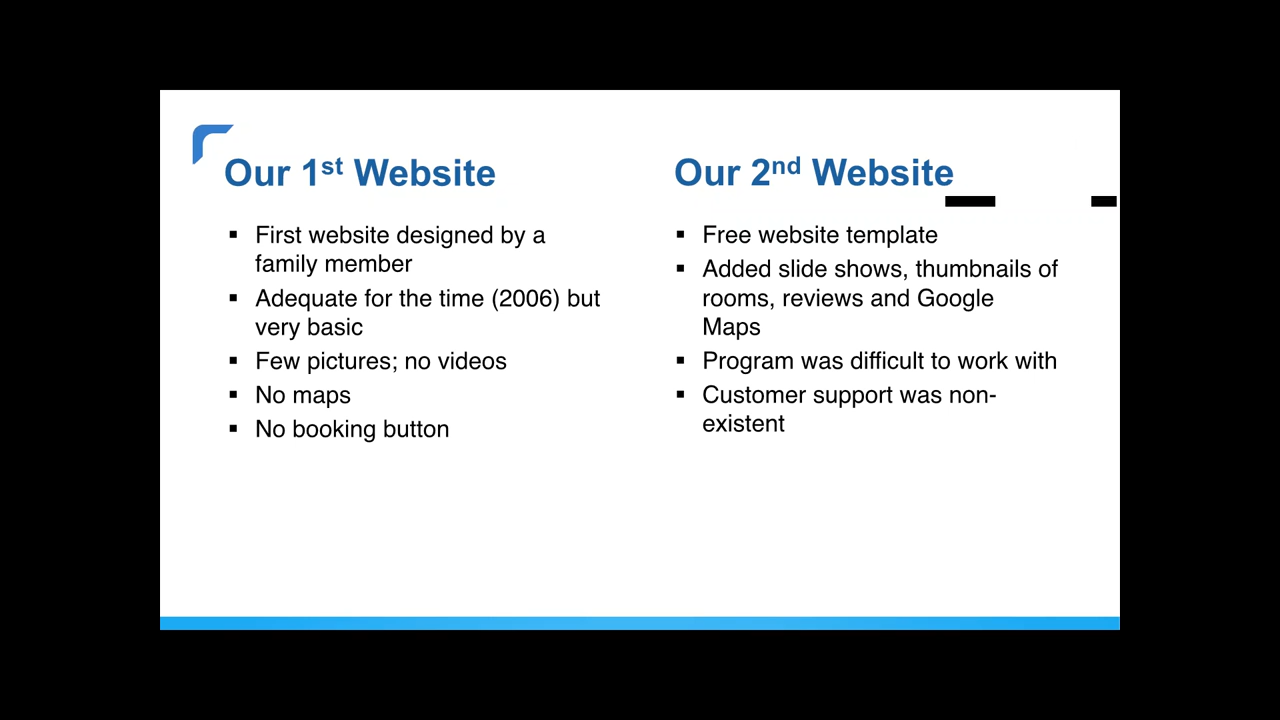 Our 1st Website
▪ First website designed by a
family member
▪ Adequate for the time (2006) but
very basic
▪ Few pictures; no videos
▪ No maps
▪ No booking button
Our 2nd Website
▪ Free website template
▪ Added slide shows, thumbnails of
rooms, reviews and Google
Maps
▪ Program was difficult to work with
▪ Customer support was non-
existent